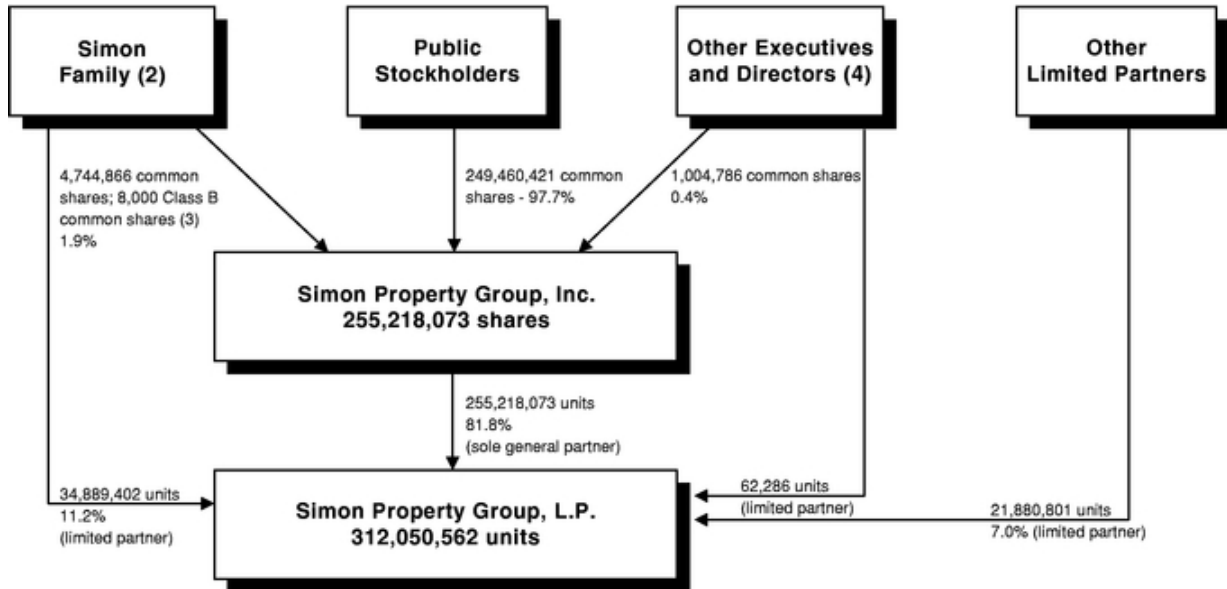 Simon
Family (2)
Public
Stockholders
Other Executives
and Directors (4)
Other
Limited Partners
4,744,866 common
shares; 8,000 Class B
common shares (3)
1.9%
249,460,421 common
shares - 97.7%
1,004,786 common shares
0.4%
Simon Property Group, Inc.
255,218,073 shares
255,218,073 units
81.8%
(sole general partner)
34,889,402 units
11.2%
(limited partner)
Simon Property Group, L.P.
312,050,562 units
62,286 units
(limited partner)
21,880,801 units
7.0% (limited partner)